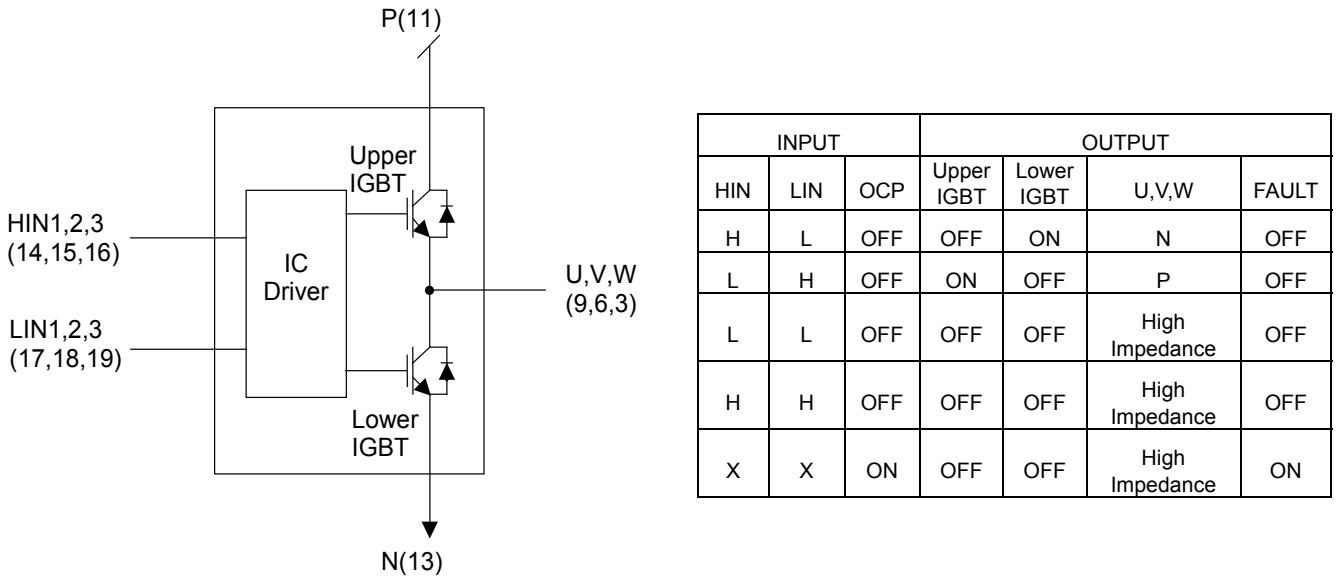 P(11)
Upper
IGBT
HIN1,2,3
(14,15,16)
IC
Driver
U,V,W
(9,6,3)
LIN1,2,3
(17,18,19)
Lower
IGBT
N(13)
INPUT OUTPUT
HIN LIN OCP Upper IGBT Lower IGBT U,V,W FAULT
H L OFF OFF ON N OFF
L H OFF ON OFF P OFF
L L OFF OFF OFF High Impedance OFF
H H OFF OFF OFF High Impedance OFF
X X ON OFF OFF High Impedance ON